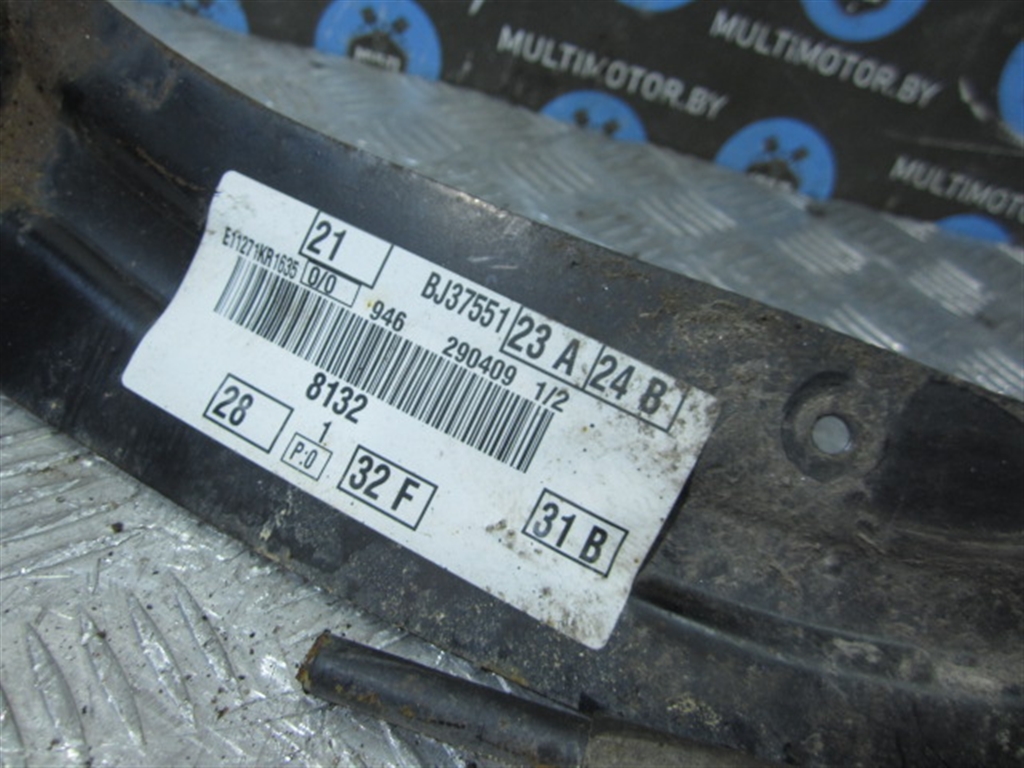 MULTIMOTOR.BY
MULTIMOTOR.BY
MULTIMOTOR
21
BJ37551 23 A 24 B
E11271KR1635 0/0
946 290409 1/2
8132
28
1
P:0
32 F
31 B